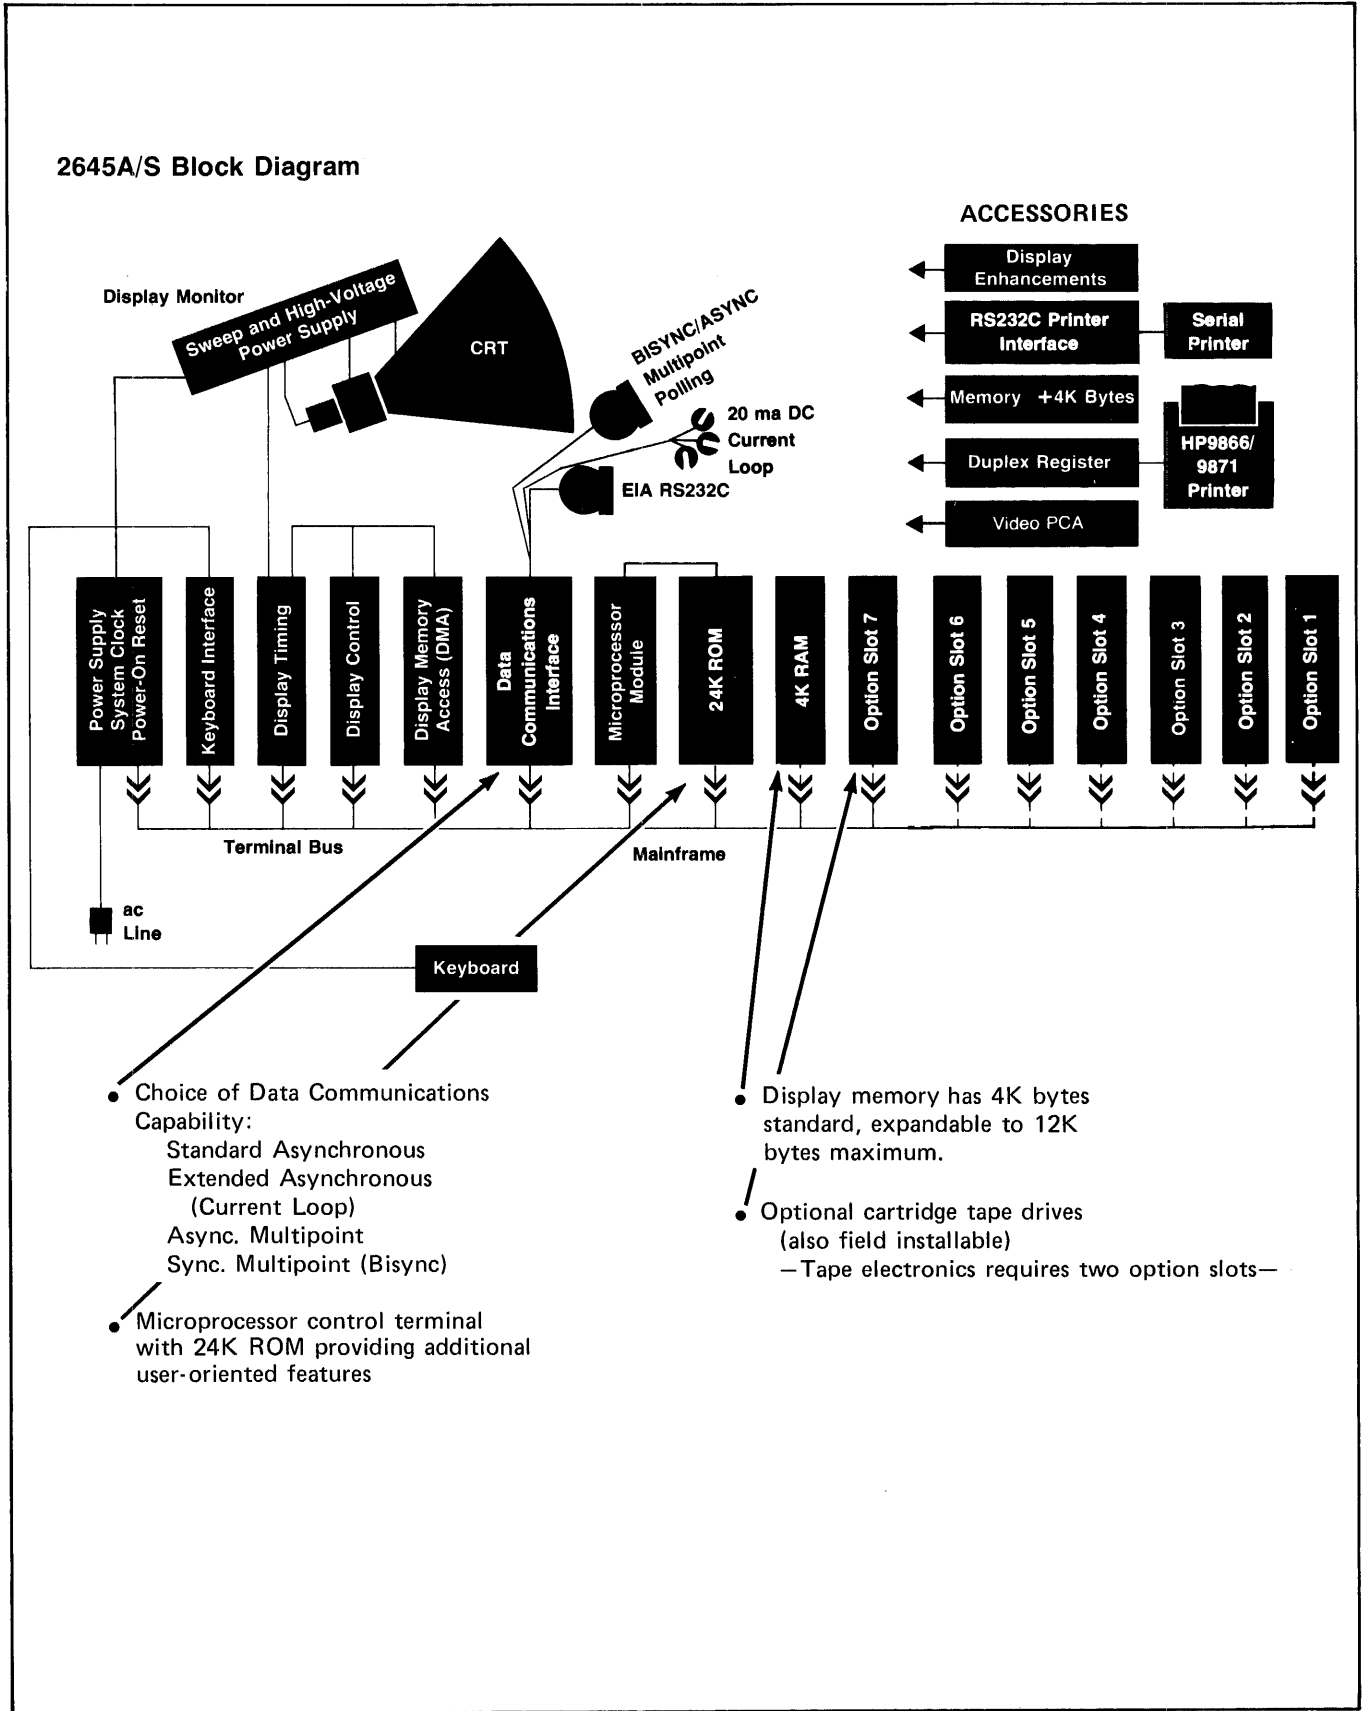 2645A/S Block Diagram
ACCESSORIES
Display
Enhancements
RS232C Printer
Interface
Serial
Printer
Memory +4K Bytes
Duplex Register
HP9866/
9871
Printer
Video PCA
Display Monitor
Sweep and High-Voltage
Power Supply
CRT
BISYNC/ASYNC
Multipoint
Polling
20 ma DC
Current
Loop
EIA RS232C
Power Supply
System Clock
Power-On Reset
Keyboard Interface
Display Timing
Display Control
Display Memory
Access (DMA)
Data
Communications
Interface
Microprocessor
Module
24K ROM
4K RAM
Option Slot 7
Option Slot 6
Option Slot 5
Option Slot 4
Option Slot 3
Option Slot 2
Option Slot 1
Terminal Bus
Mainframe
ac
Line
Keyboard
• Choice of Data Communications
Capability:
Standard Asynchronous
Extended Asynchronous
(Current Loop)
Async. Multipoint
Sync. Multipoint (Bisync)
• Microprocessor control terminal
with 24K ROM providing additional
user-oriented features
• Display memory has 4K bytes
standard, expandable to 12K
bytes maximum.
• Optional cartridge tape drives
(also field installable)
—Tape electronics requires two option slots—